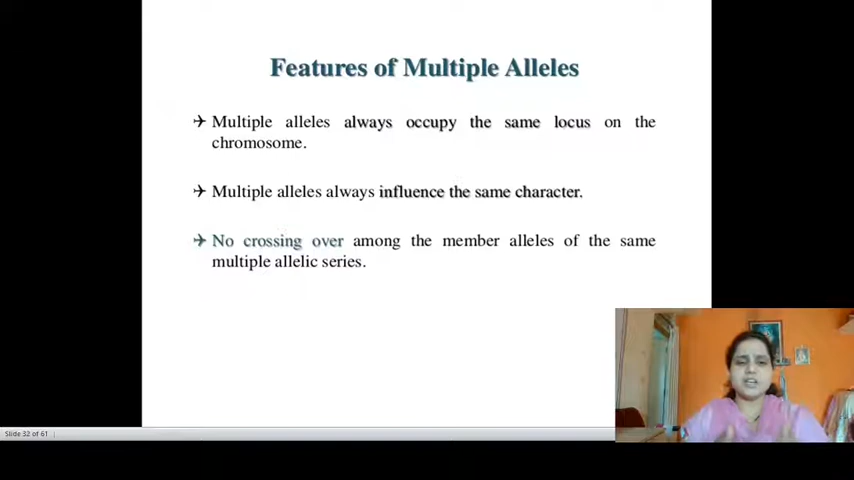 Features of Multiple Alleles
Multiple alleles always occupy the same locus on the
chromosome.
Multiple alleles always influence the same character.
No crossing over among the member alleles of the same
multiple allelic series.
Slide 32 of 61